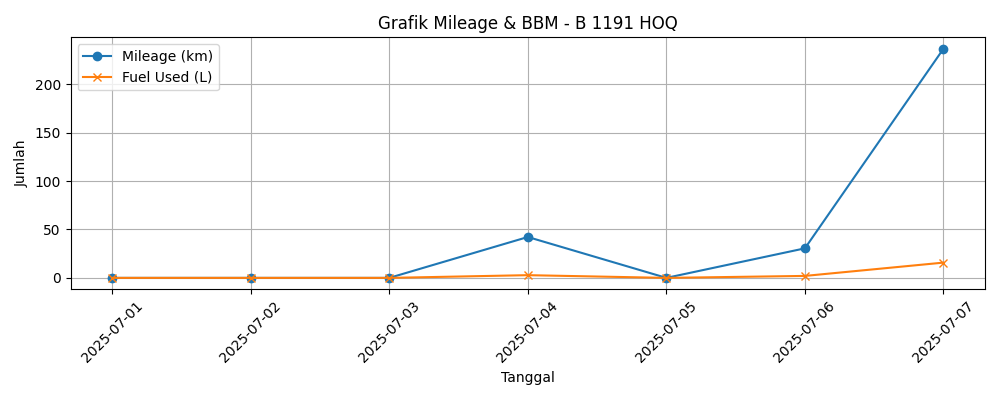 Grafik Mileage & BBM - B 1191 HOQ
Mileage (km)
Fuel Used (L)
Jumlah
200
150
100
50
0
2025-07-01
2025-07-02
2025-07-03
2025-07-04
2025-07-05
2025-07-06
2025-07-07
Tanggal